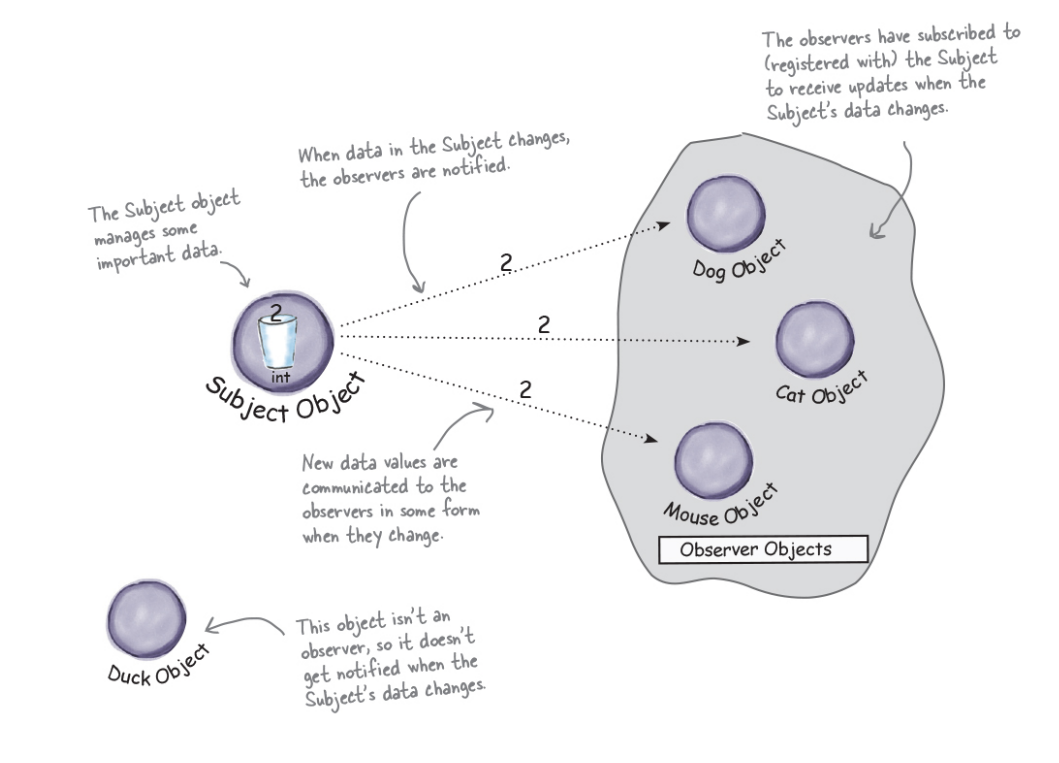 The observers have subscribed to
(registered with) the Subject
to receive updates when the
Subject's data changes.
When data in the Subject changes,
the observers are notified.
The Subject object
manages some
important data.
2
int
Subject Object
2
2
2
Dog Object
Cat Object
Mouse Object
Observer Objects
New data values are
communicated to the
observers in some form
when they change.
Duck Object
This object isn't an
observer, so it doesn't
get notified when the
Subject's data changes.